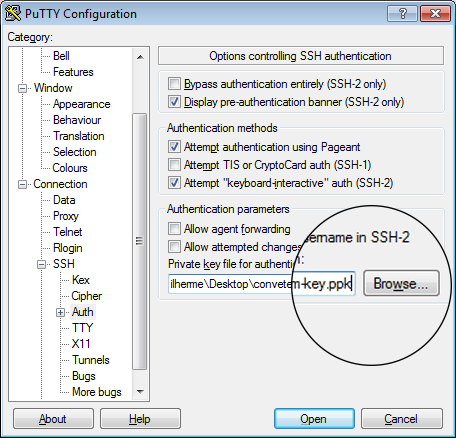 PuTTY Configuration
Category:
Bell
Features
Window
Appearance
Behaviour
Translation
Selection
Colours
Connection
Data
Proxy
Telnet
Rlogin
SSH
Kex
Cipher
Auth
TTY
X11
Tunnels
Bugs
More bugs
Options controlling SSH authentication
Bypass authentication entirely (SSH-2 only)
Display pre-authentication banner (SSH-2 only)
Authentication methods
Attempt authentication using Pageant
Attempt TIS or CryptoCard auth (SSH-1)
Attempt "keyboard-interactive" auth (SSH-2)
Authentication parameters
Allow agent forwarding
Allow attempted changes ername in SSH-2
Private key file for authenti n:
ilherme\Desktop\convetem-key.ppk Browse...
About Help Open Cancel